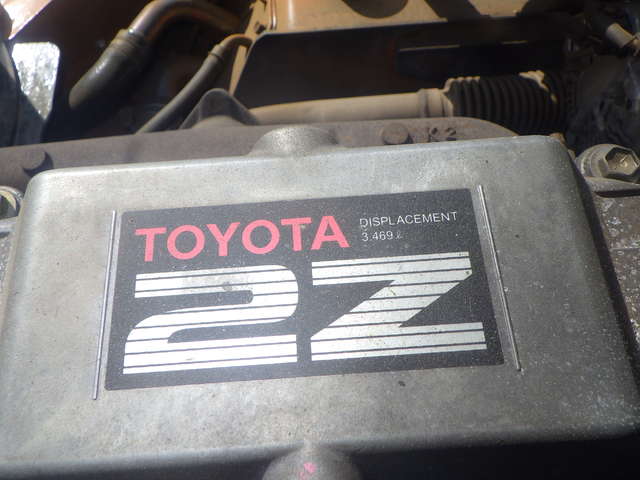 TOYOTA
DISPLACEMENT
3.469ℓ
2Z